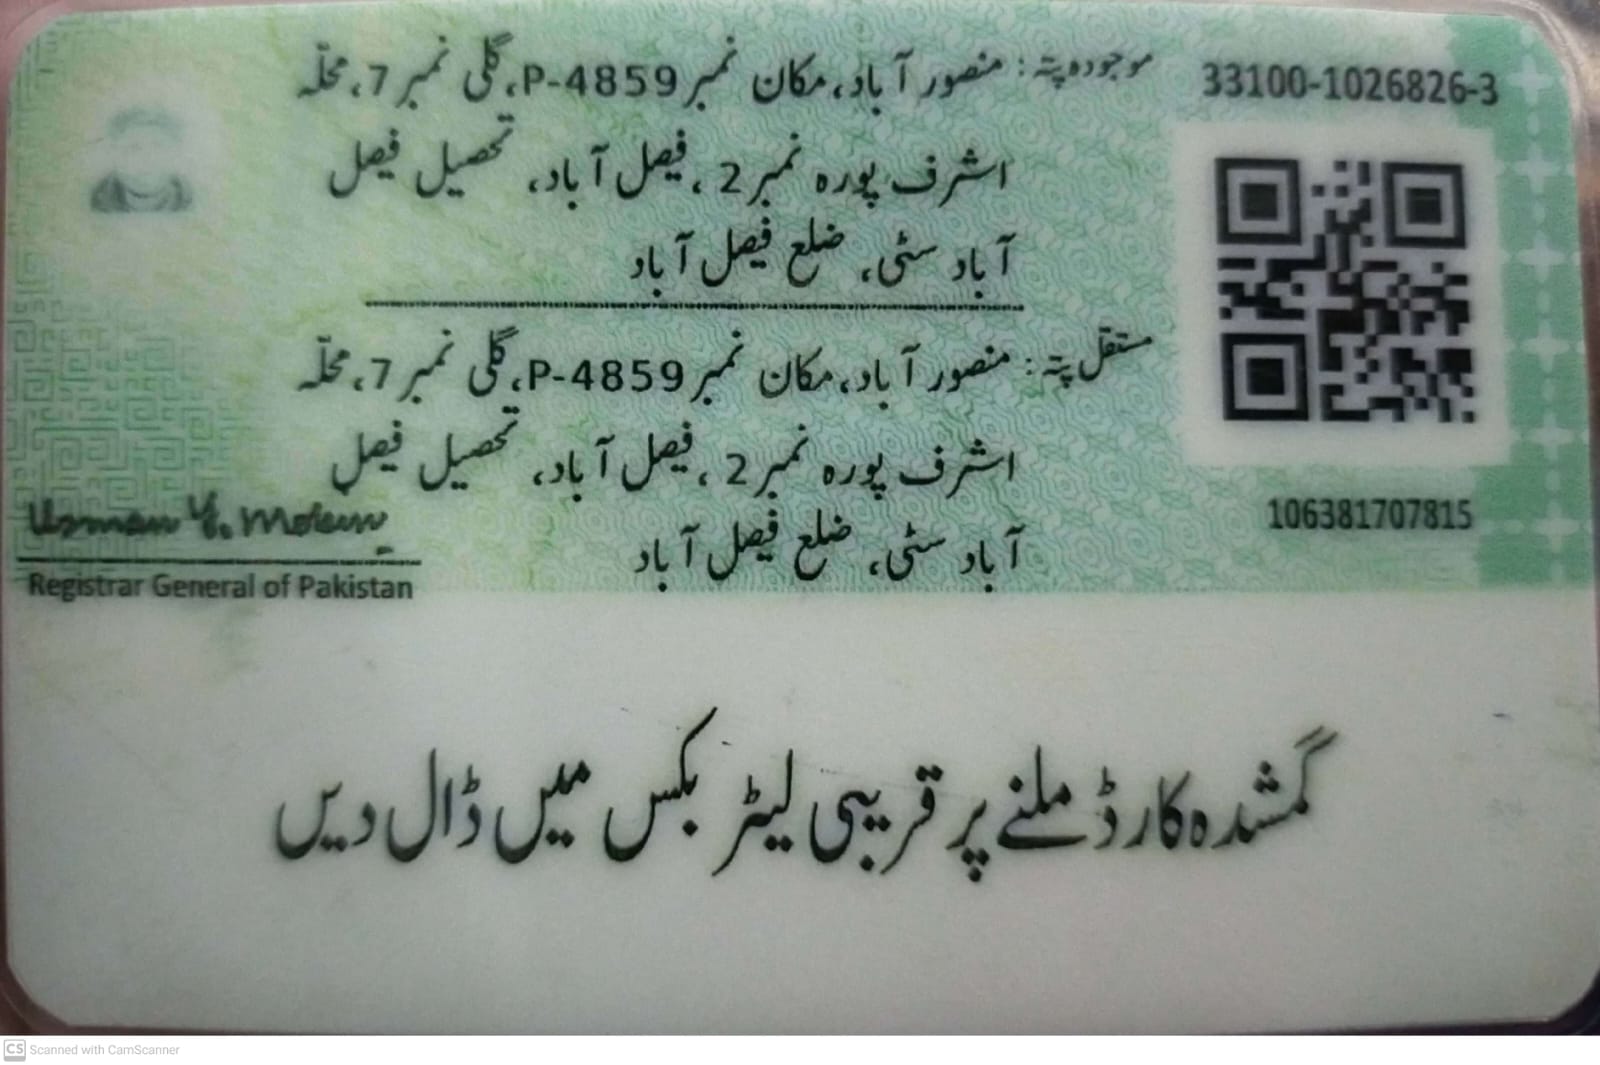 33100-1026826-3
موجودہ پتہ: منصور آباد، مکان نمبر P-4859، گلی نمبر 7، محلّہ
اشرف پورہ نمبر 2، فیصل آباد، تحصیل فیصل
آباد سٹی، ضلع فیصل آباد
مستقل پتہ: منصور آباد، مکان نمبر P-4859، گلی نمبر 7، محلّہ
اشرف پورہ نمبر 2، فیصل آباد، تحصیل فیصل
آباد سٹی، ضلع فیصل آباد
106381707815
Usman Y. Mobin
Registrar General of Pakistan
گمشدہ کارڈ ملنے پر قریبی لیٹر بکس میں ڈال دیں
CS Scanned with CamScanner